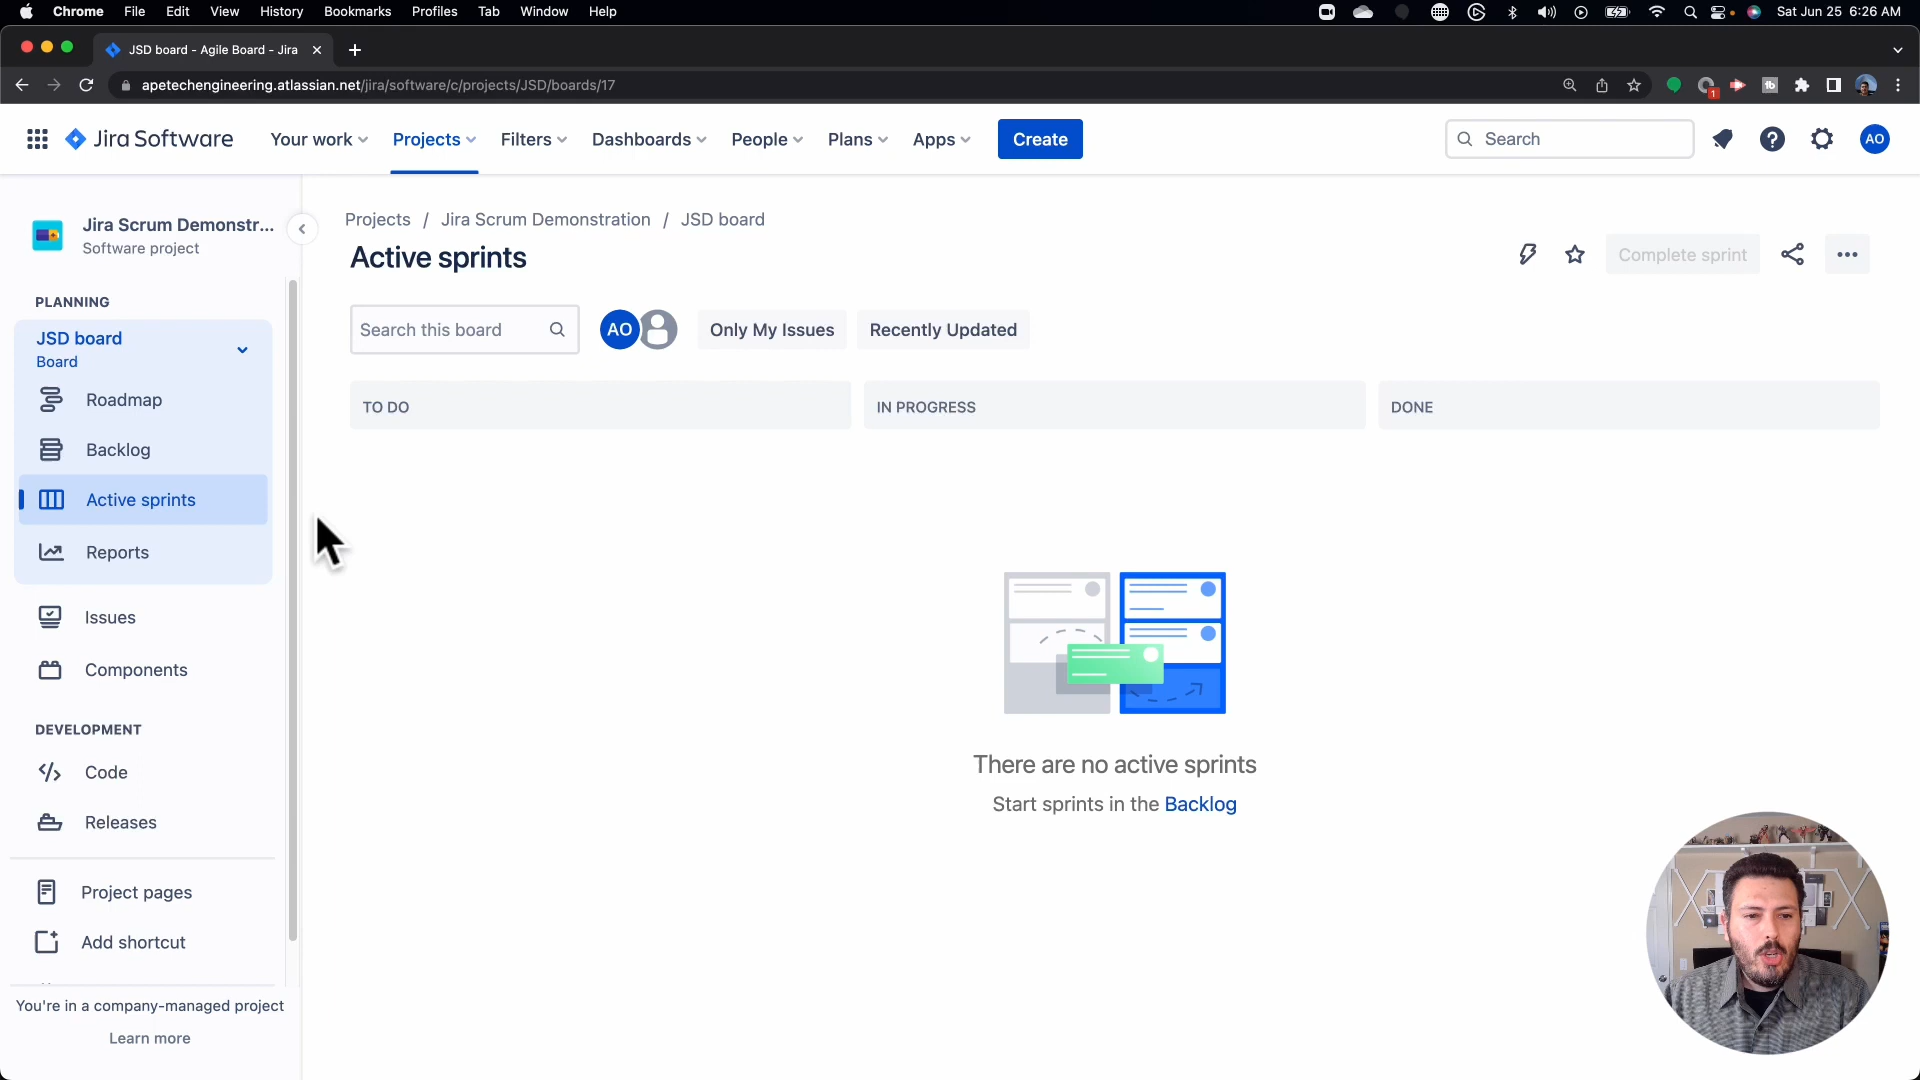 Chrome File Edit View History Bookmarks Profiles Tab Window Help
Sat Jun 25 6:26 AM
JSD board - Agile Board - Jira
apetechengineering.atlassian.net/jira/software/c/projects/JSD/boards/17
1
Jira Software Your work Projects Filters Dashboards People Plans Apps Create
Search
AO
Jira Scrum Demonstr...
Software project
PLANNING
JSD board
Board
Roadmap
Backlog
Active sprints
Reports
Issues
Components
DEVELOPMENT
Code
Releases
Project pages
Add shortcut
You're in a company-managed project
Learn more
Projects / Jira Scrum Demonstration / JSD board
Active sprints
Complete sprint
Search this board
AO
Only My Issues
Recently Updated
TO DO
IN PROGRESS
DONE
There are no active sprints
Start sprints in the Backlog